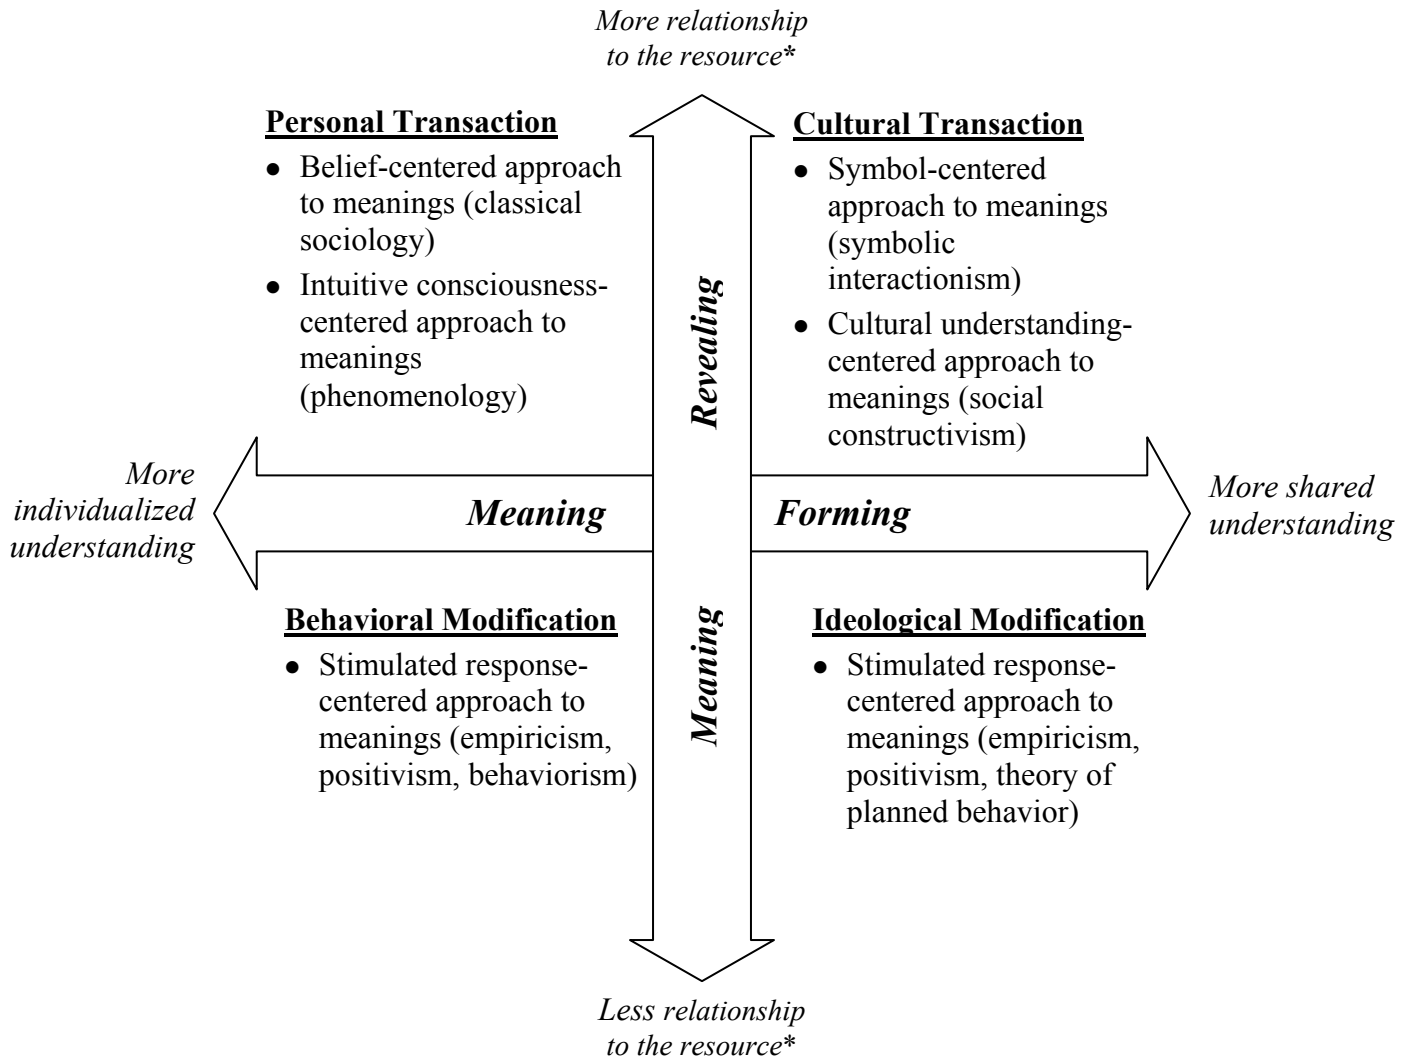 More relationship
to the resource*
Personal Transaction
● Belief-centered approach
to meanings (classical
sociology)
● Intuitive consciousness-
centered approach to
meanings
(phenomenology)
Cultural Transaction
● Symbol-centered
approach to meanings
(symbolic
interactionism)
● Cultural understanding-
centered approach to
meanings (social
constructivism)
Revealing
More
individualized
understanding
Meaning
Forming
More shared
understanding
Meaning
Behavioral Modification
● Stimulated response-
centered approach to
meanings (empiricism,
positivism, behaviorism)
Ideological Modification
● Stimulated response-
centered approach to
meanings (empiricism,
positivism, theory of
planned behavior)
Less relationship
to the resource*